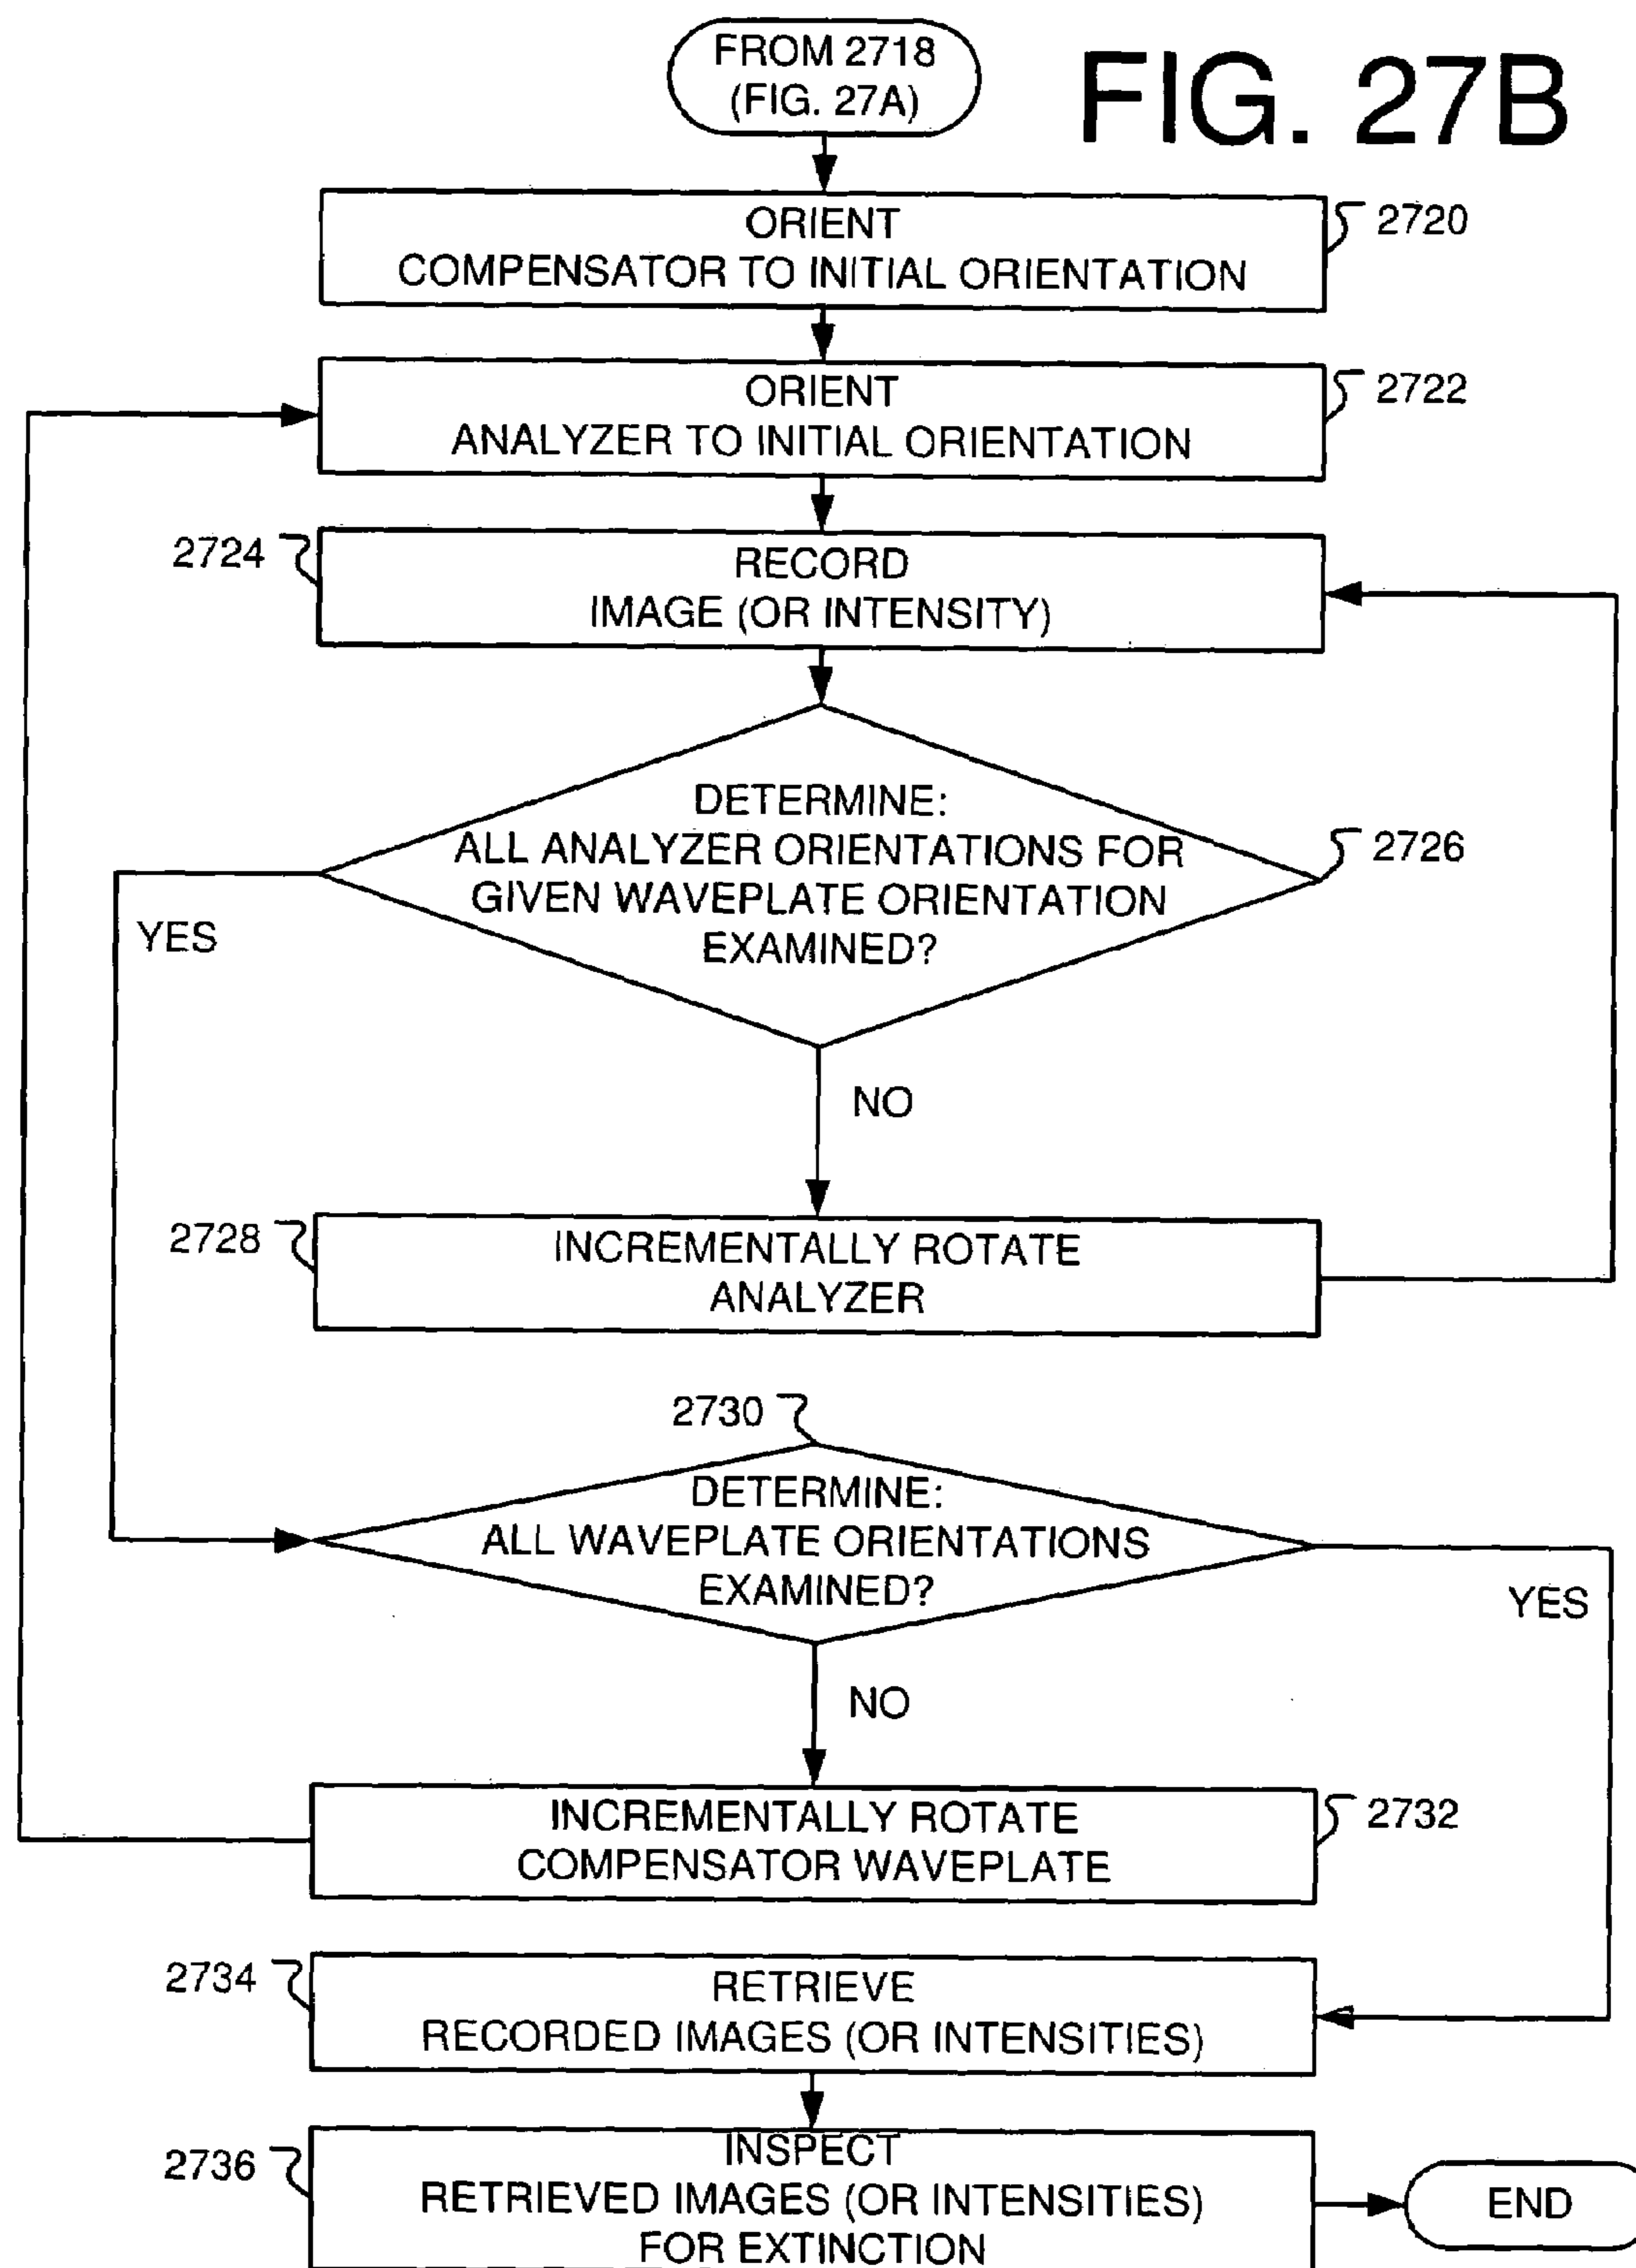 FROM 2718
(FIG. 27A)
FIG. 27B
ORIENT
COMPENSATOR TO INITIAL ORIENTATION
2720
ORIENT
ANALYZER TO INITIAL ORIENTATION
2722
2724
RECORD
IMAGE (OR INTENSITY)
DETERMINE:
ALL ANALYZER ORIENTATIONS FOR
GIVEN WAVEPLATE ORIENTATION
EXAMINED?
2726
YES
NO
2728
INCREMENTALLY ROTATE
ANALYZER
2730
DETERMINE:
ALL WAVEPLATE ORIENTATIONS
EXAMINED?
YES
NO
INCREMENTALLY ROTATE
COMPENSATOR WAVEPLATE
2732
2734
RETRIEVE
RECORDED IMAGES (OR INTENSITIES)
2736
INSPECT
RETRIEVED IMAGES (OR INTENSITIES)
FOR EXTINCTION
END